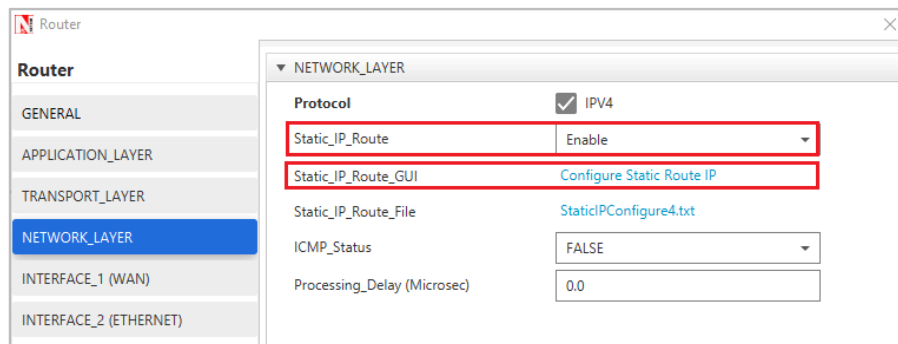 Router
Router
GENERAL
APPLICATION_LAYER
TRANSPORT_LAYER
NETWORK_LAYER
INTERFACE_1 (WAN)
INTERFACE_2 (ETHERNET)
NETWORK_LAYER
Protocol IPV4
Static_IP_Route Enable
Static_IP_Route_GUI Configure Static Route IP
Static_IP_Route_File StaticIPConfigure4.txt
ICMP_Status FALSE
Processing_Delay (Microsec) 0.0